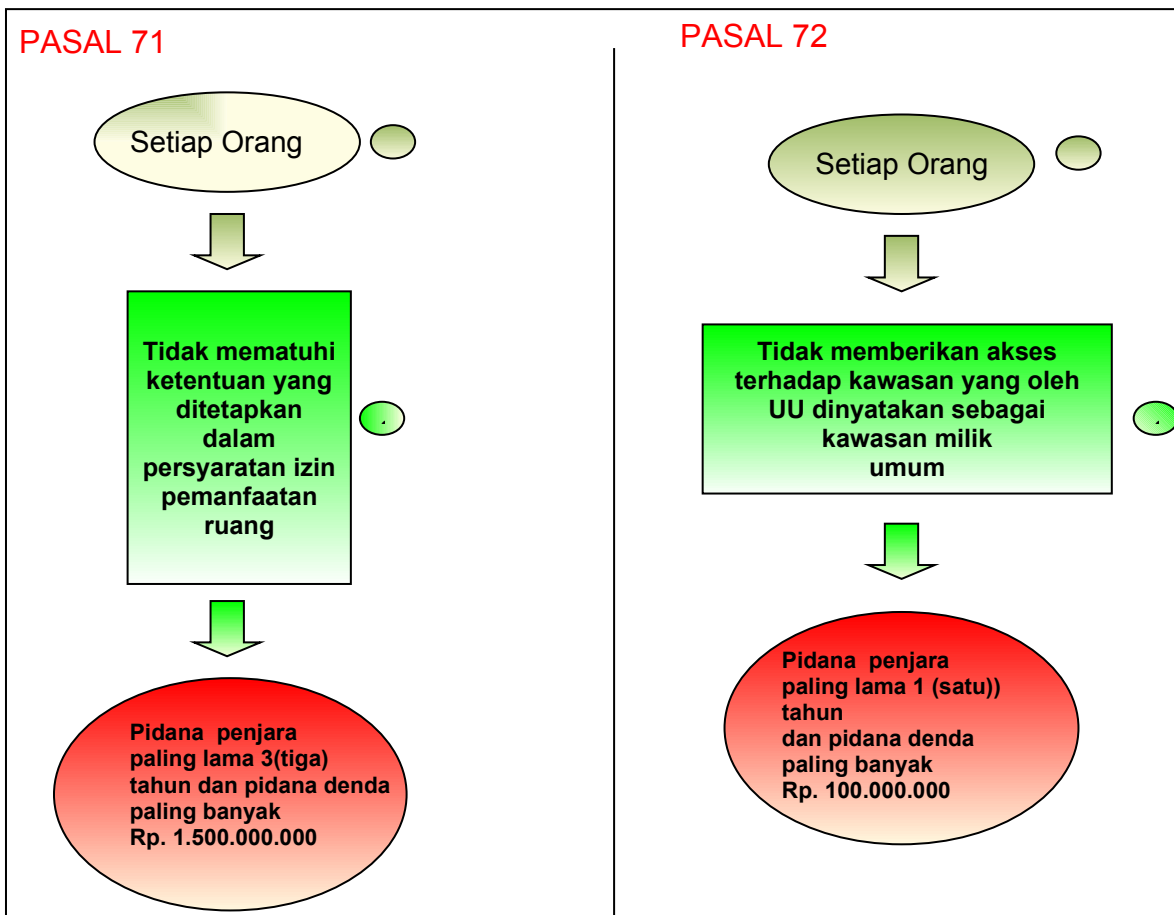 PASAL 71
Setiap Orang
Tidak mematuhi
ketentuan yang
ditetapkan
dalam
persyaratan izin
pemanfaatan
ruang
Pidana penjara
paling lama 3(tiga)
tahun dan pidana denda
paling banyak
Rp. 1.500.000.000
PASAL 72
Setiap Orang
Tidak memberikan akses
terhadap kawasan yang oleh
UU dinyatakan sebagai
kawasan milik
umum
Pidana penjara
paling lama 1 (satu))
tahun
dan pidana denda
paling banyak
Rp. 100.000.000